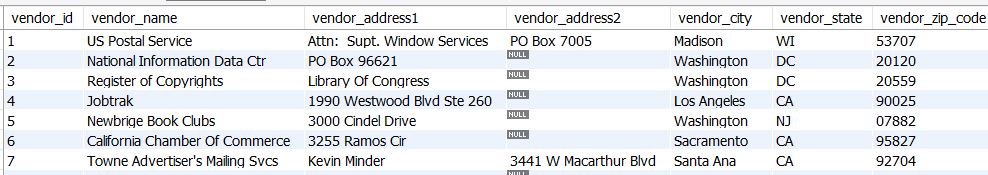 vendor_id vendor_name vendor_address1 vendor_address2 vendor_city vendor_state vendor_zip_code
1 US Postal Service Attn:  Supt. Window Services PO Box 7005 Madison WI 53707
2 National Information Data Ctr PO Box 96621 NULL Washington DC 20120
3 Register of Copyrights Library Of Congress NULL Washington DC 20559
4 Jobtrak 1990 Westwood Blvd Ste 260 NULL Los Angeles CA 90025
5 Newbrige Book Clubs 3000 Cindel Drive NULL Washington NJ 07882
6 California Chamber Of Commerce 3255 Ramos Cir NULL Sacramento CA 95827
7 Towne Advertiser's Mailing Svcs Kevin Minder 3441 W Macarthur Blvd Santa Ana CA 92704
NULL